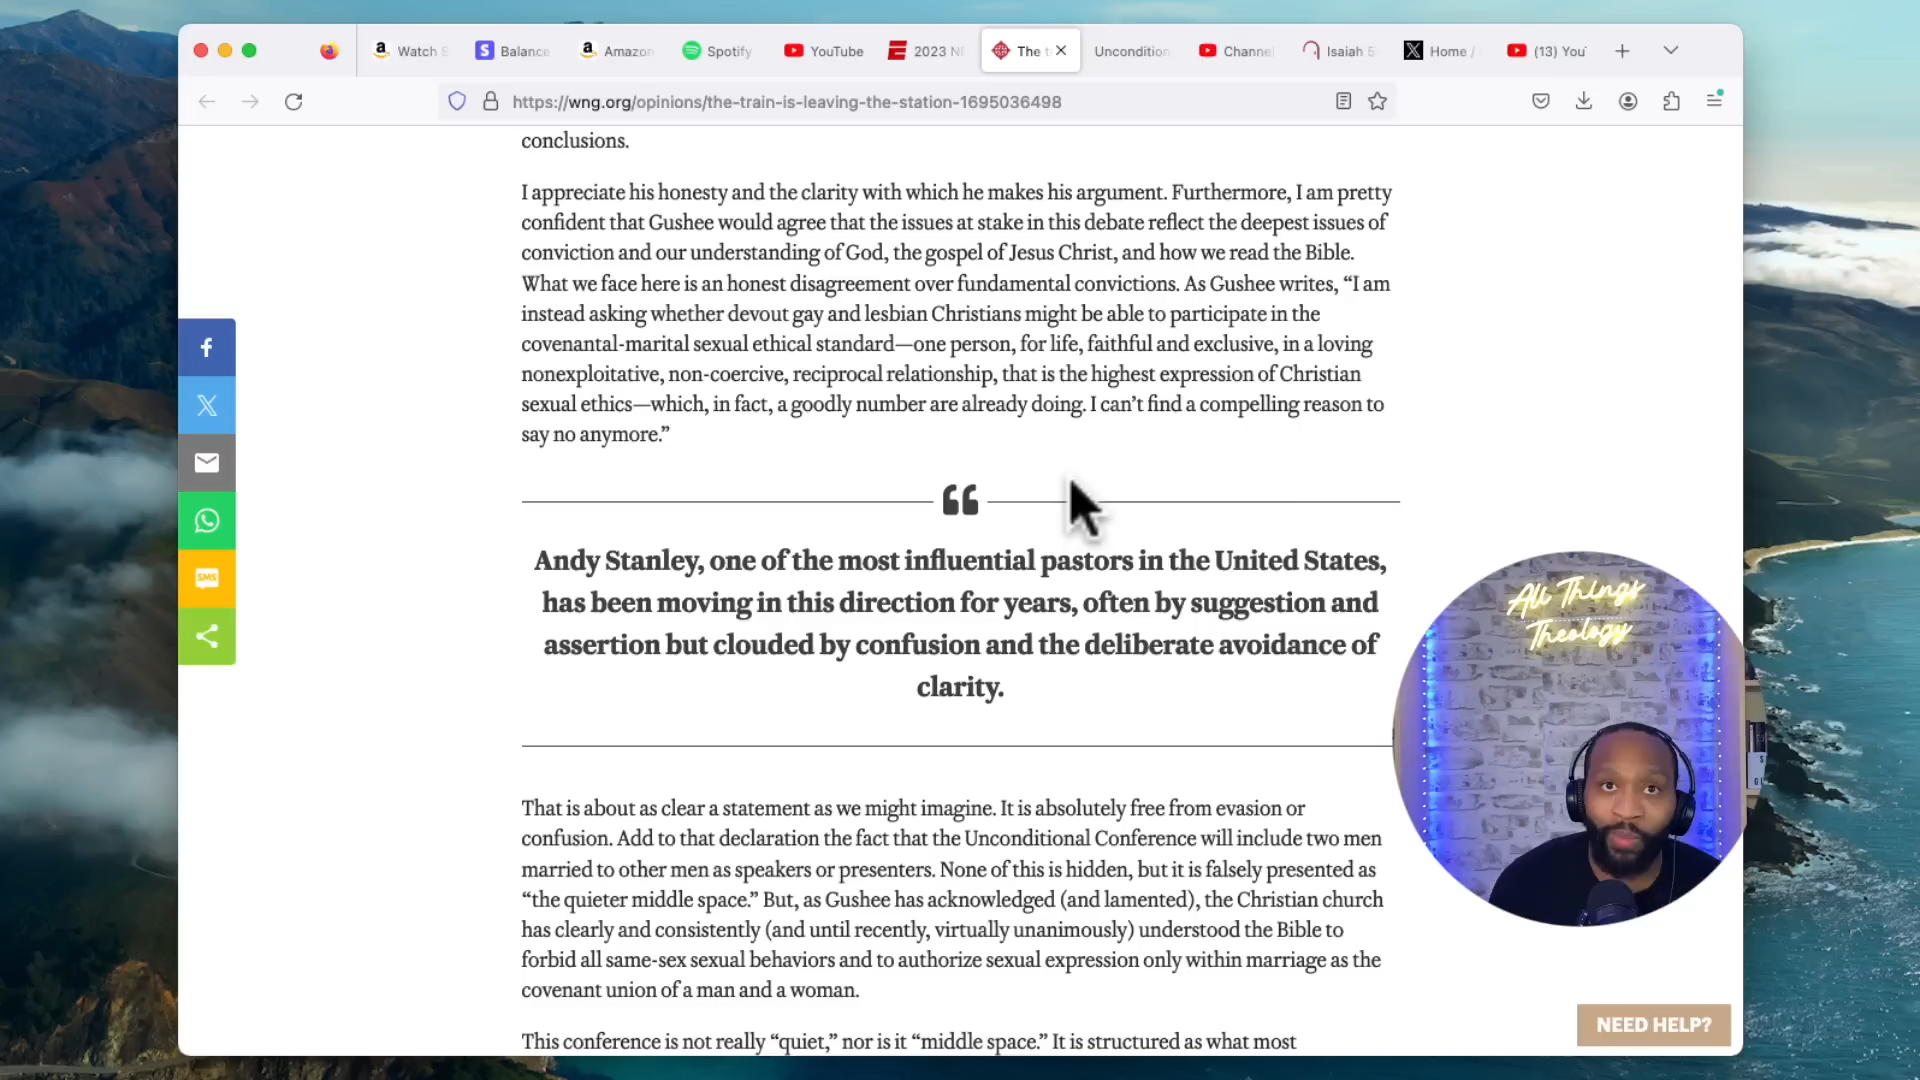 Watch S
Balance
Amazon
Spotify
YouTube
2023 N
The t
Uncondition
Channel
Isaiah 5
Home /
(13) You
https://wng.org/opinions/the-train-is-leaving-the-station-1695036498
conclusions.
I appreciate his honesty and the clarity with which he makes his argument. Furthermore, I am pretty
confident that Gushee would agree that the issues at stake in this debate reflect the deepest issues of
conviction and our understanding of God, the gospel of Jesus Christ, and how we read the Bible.
What we face here is an honest disagreement over fundamental convictions. As Gushee writes, “I am
instead asking whether devout gay and lesbian Christians might be able to participate in the
covenantal-marital sexual ethical standard—one person, for life, faithful and exclusive, in a loving
nonexploitative, non-coercive, reciprocal relationship, that is the highest expression of Christian
sexual ethics—which, in fact, a goodly number are already doing. I can’t find a compelling reason to
say no anymore.”
Andy Stanley, one of the most influential pastors in the United States,
has been moving in this direction for years, often by suggestion and
assertion but clouded by confusion and the deliberate avoidance of
clarity.
SMS
All Things
Theology
That is about as clear a statement as we might imagine. It is absolutely free from evasion or
confusion. Add to that declaration the fact that the Unconditional Conference will include two men
married to other men as speakers or presenters. None of this is hidden, but it is falsely presented as
“the quieter middle space.” But, as Gushee has acknowledged (and lamented), the Christian church
has clearly and consistently (and until recently, virtually unanimously) understood the Bible to
forbid all same-sex sexual behaviors and to authorize sexual expression only within marriage as the
covenant union of a man and a woman.
This conference is not really “quiet,” nor is it “middle space.” It is structured as what most
NEED HELP?